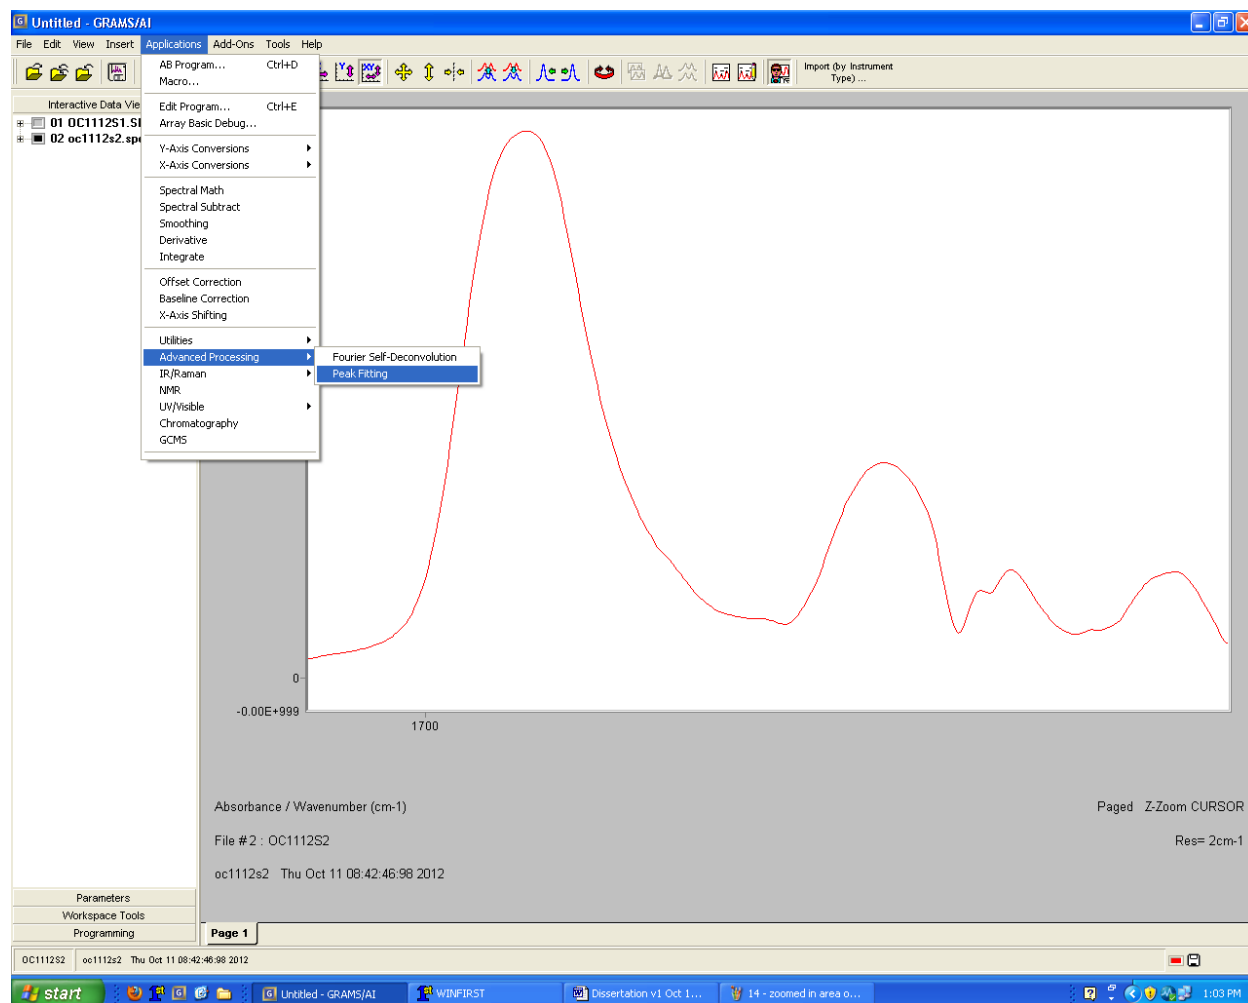 Untitled - GRAMS/AI
File Edit View Insert Applications Add-Ons Tools Help
Import (by Instrument
Type) ...
AB Program... Ctrl+D
Macro...
Edit Program... Ctrl+E
Array Basic Debug...
Y-Axis Conversions
X-Axis Conversions
Spectral Math
Spectral Subtract
Smoothing
Derivative
Integrate
Offset Correction
Baseline Correction
X-Axis Shifting
Utilities
Advanced Processing
IR/Raman
NMR
UV/Visible
Chromatography
GCMS
Fourier Self-Deconvolution
Peak Fitting
Interactive Data Vie
01 OC1112S1.SI
02 oc1112s2.spe
0
-0.00E+999
1700
Absorbance / Wavenumber (cm-1)
Paged Z-Zoom CURSOR
File # 2 : OC1112S2
Res= 2cm-1
oc1112s2 Thu Oct 11 08:42:46:98 2012
Parameters
Workspace Tools
Programming
Page 1
OC1112S2 oc1112s2 Thu Oct 11 08:42:46:98 2012
start
Untitled - GRAMS/AI
WINFIRST
Dissertation v1 Oct 1...
14 - zoomed in area o...
1:03 PM